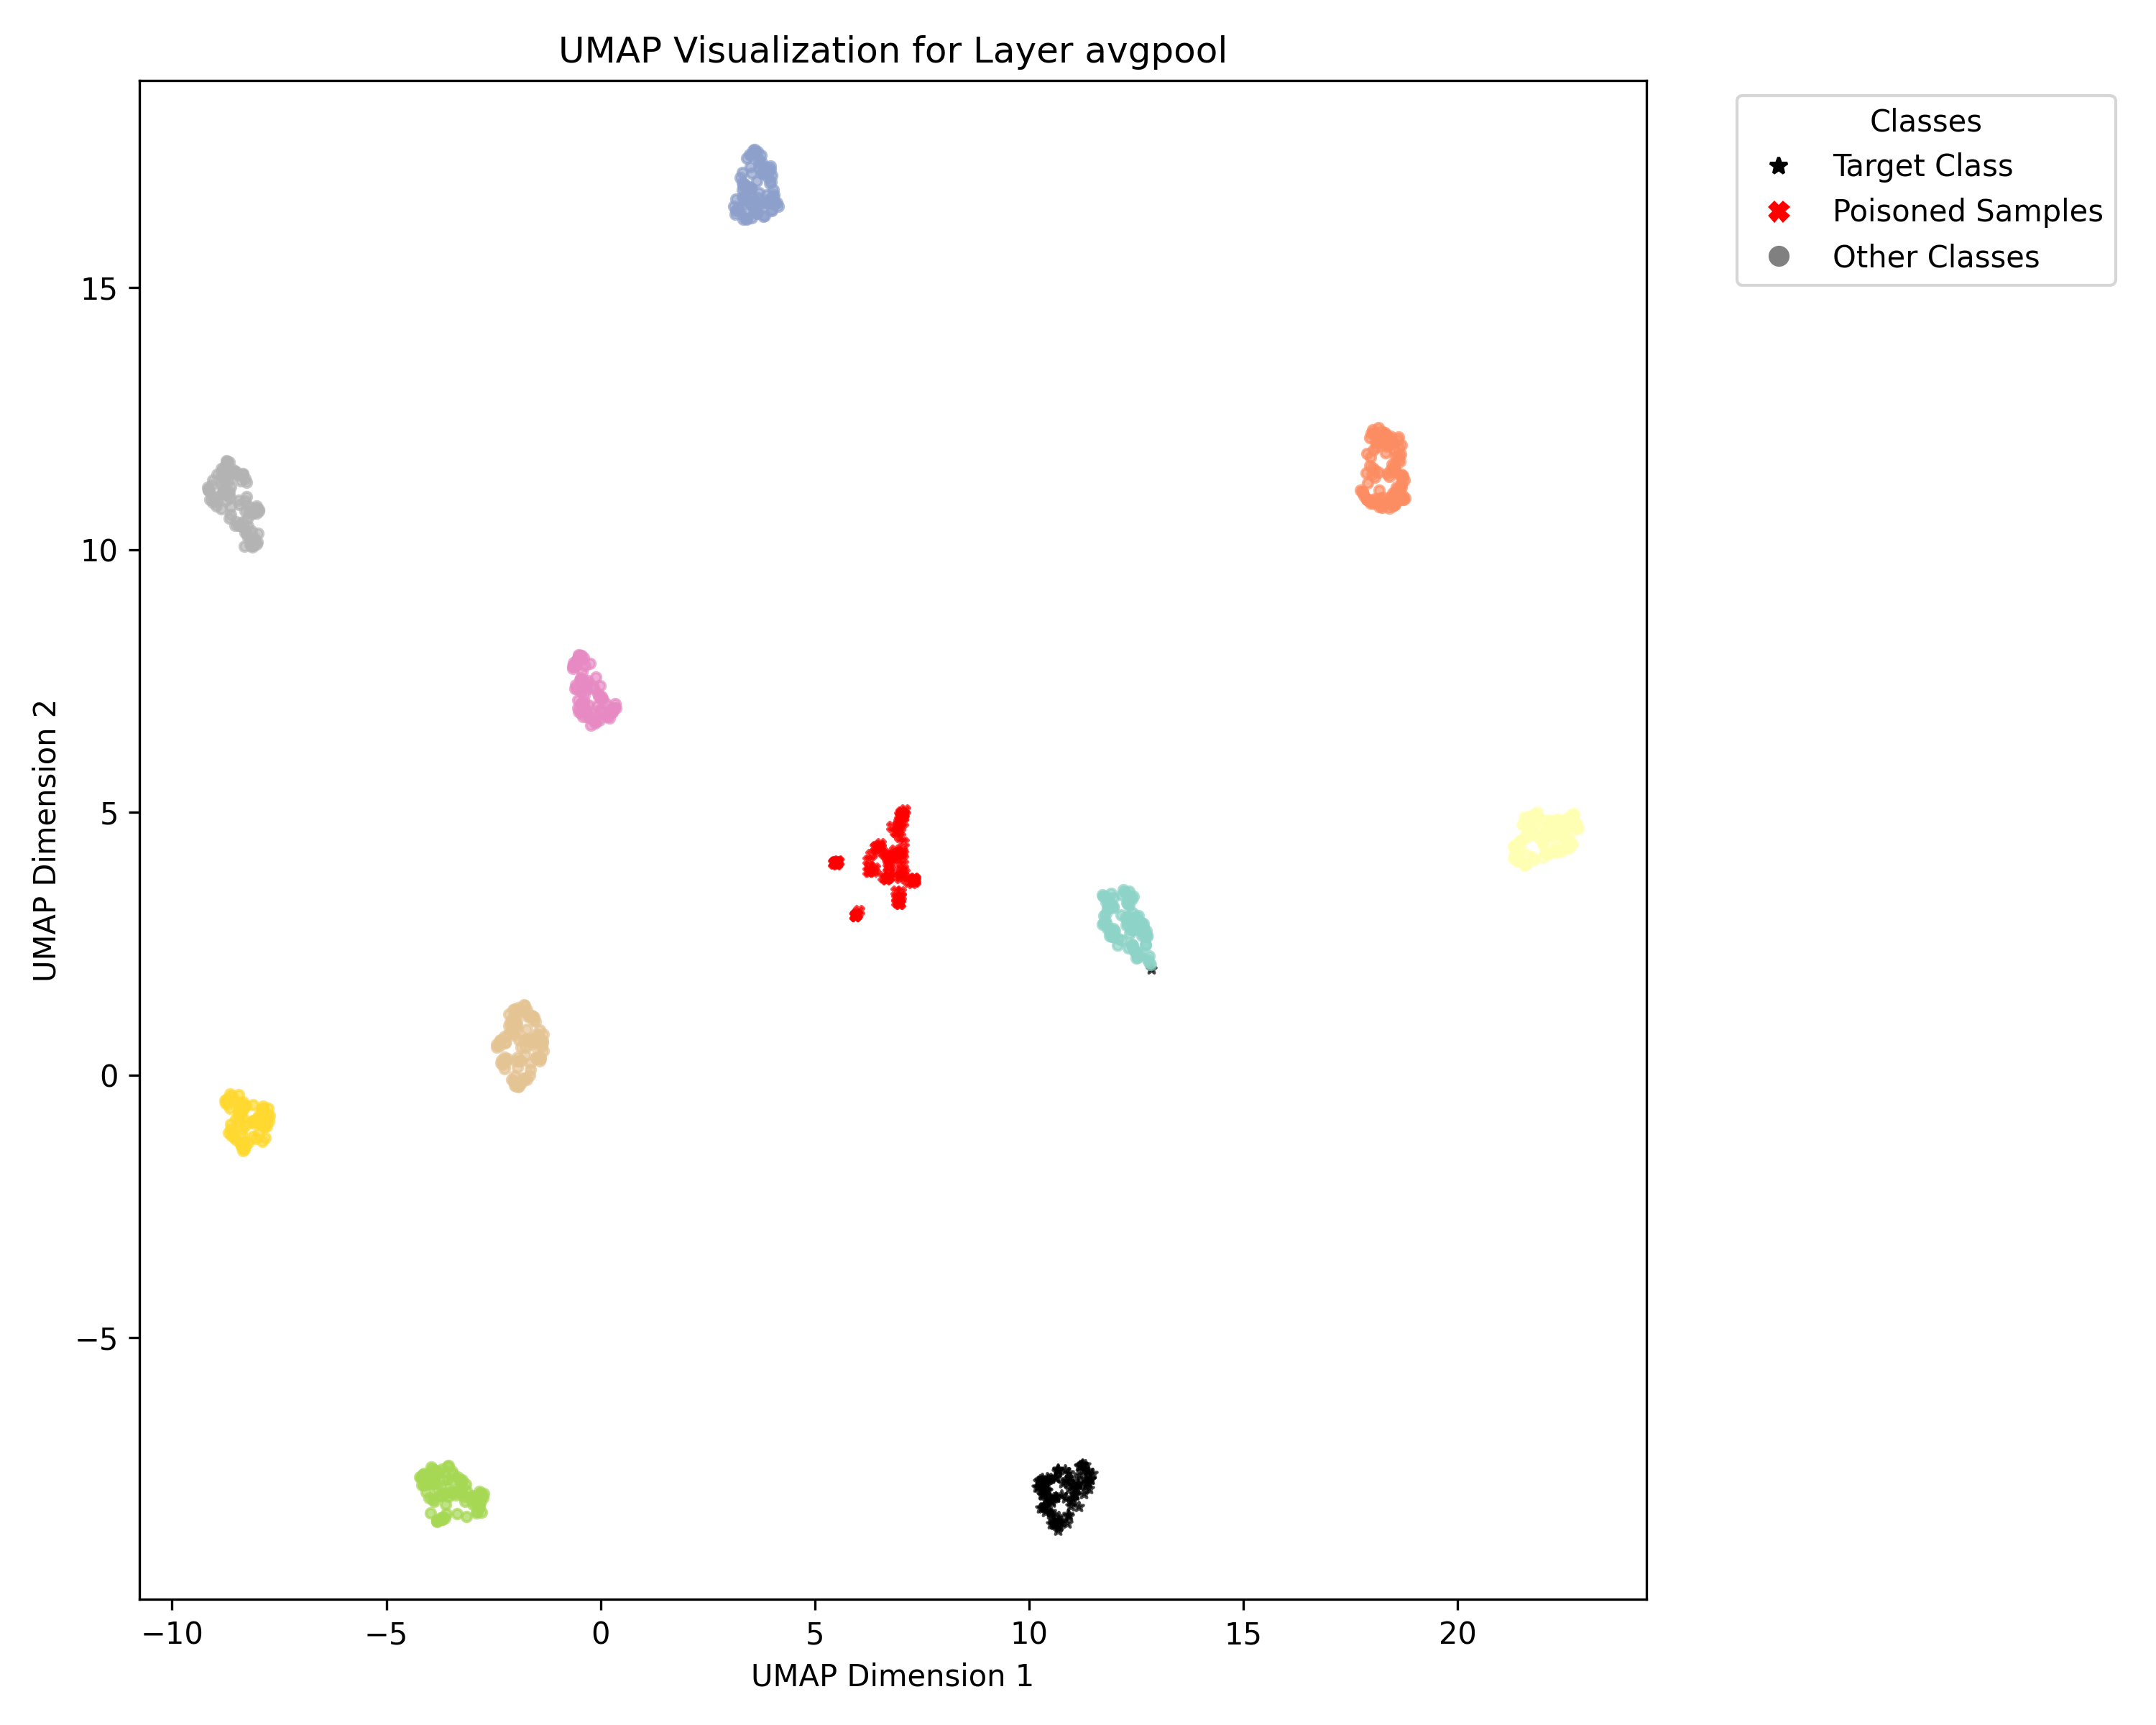 UMAP Visualization for Layer avgpool
Classes
Target Class
Poisoned Samples
Other Classes
15
10
5
0
−5
UMAP Dimension 2
−10
−5
0
5
10
15
20
UMAP Dimension 1